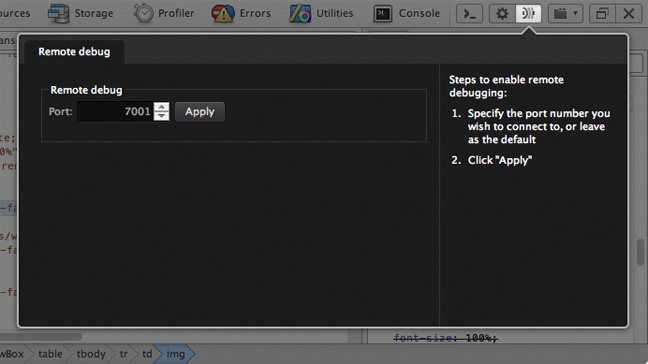 ources Storage Profiler Errors Utilities Console
Remote debug
Remote debug
Port: 7001 Apply
Steps to enable remote
debugging:
1. Specify the port number you
wish to connect to, or leave
as the default
2. Click "Apply"
font-size: 100%;
wBox table tbody tr td img